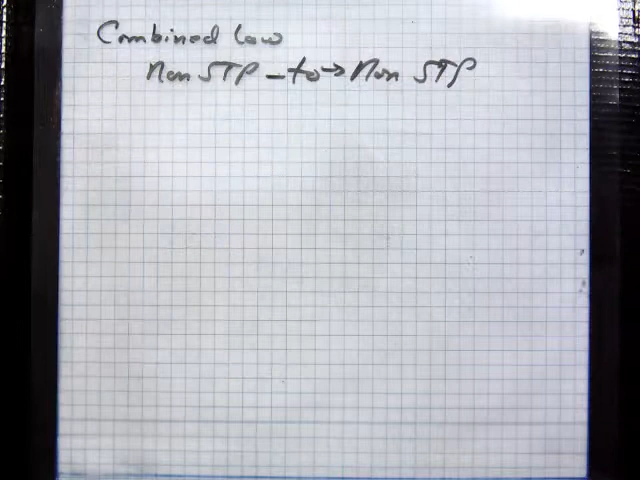 Combined law
Non STP - to → Non STP